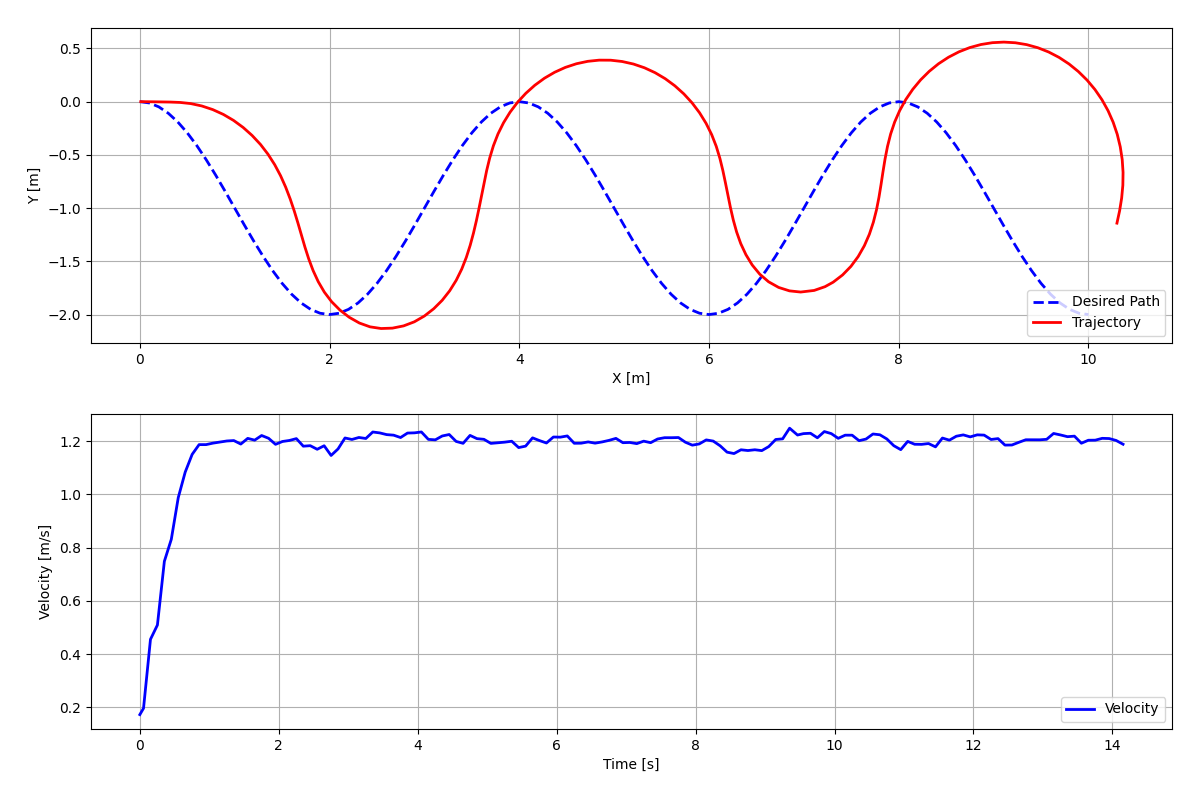 0.5
0.0
−0.5
−1.0
−1.5
−2.0
Y [m]
0 2 4 6 8 10
X [m]
Desired Path
Trajectory
1.2
1.0
0.8
0.6
0.4
0.2
Velocity [m/s]
0 2 4 6 8 10 12 14
Time [s]
Velocity